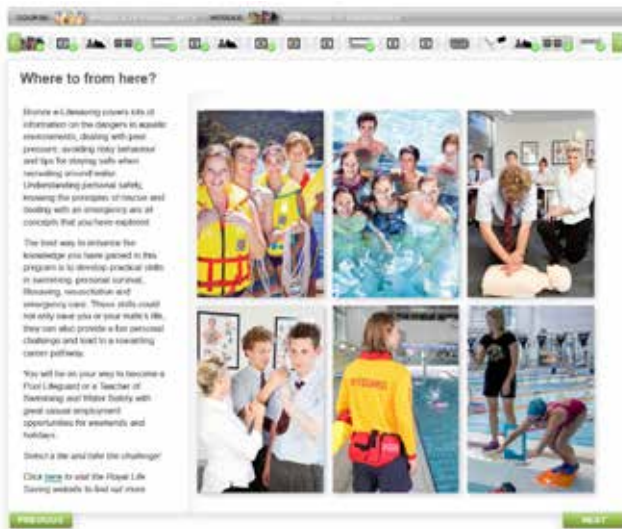 COURSE:
MODULE:
Where to from here?
Bronze e-Lifesaving covers lots of
information on the dangers in aquatic
environments, dealing with peer
pressure, avoiding risky behaviour
and tips for staying safe when
recreating around water.
Understanding personal safety,
knowing the principles of rescue and
dealing with an emergency are all
concepts that you have explored.
The best way to enhance the
knowledge you have gained in this
program is to develop practical skills
in swimming, personal survival,
lifesaving, resuscitation and
emergency care. These skills could
not only save you or your mate's life,
they can also provide a fun personal
challenge and lead to a rewarding
career pathway.
You will be on your way to become a
Pool Lifeguard or a Teacher of
Swimming and Water Safety with
great casual employment
opportunities for weekends and
holidays.
Select a tile and take the challenge!
Click here to visit the Royal Life
Saving website to find out more
LIFEGUARD
PREVIOUS
NEXT